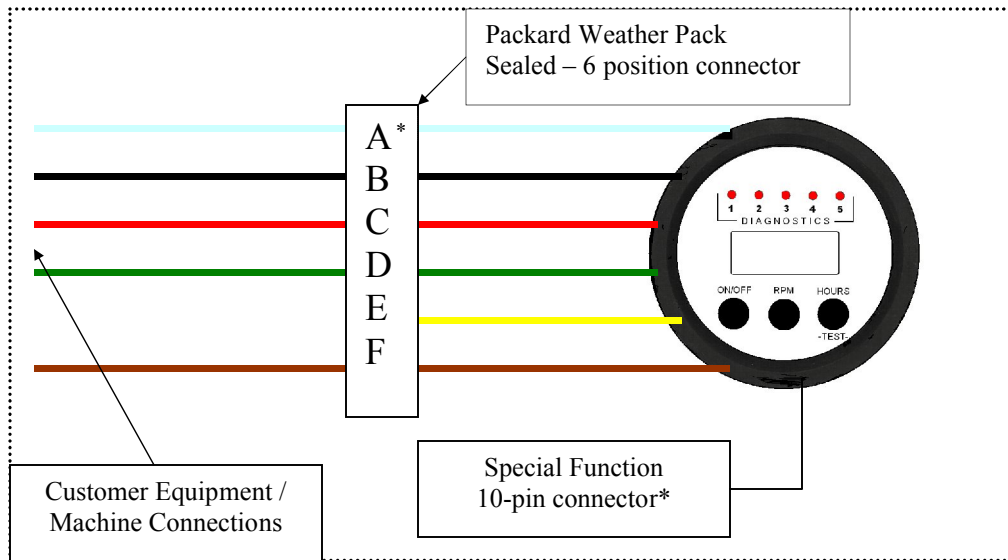 Packard Weather Pack
Sealed – 6 position connector
A*
B
C
D
E
F
1 2 3 4 5
DIAGNOSTICS
ON/OFF RPM HOURS
-TEST-
Special Function
10-pin connector*
Customer Equipment /
Machine Connections